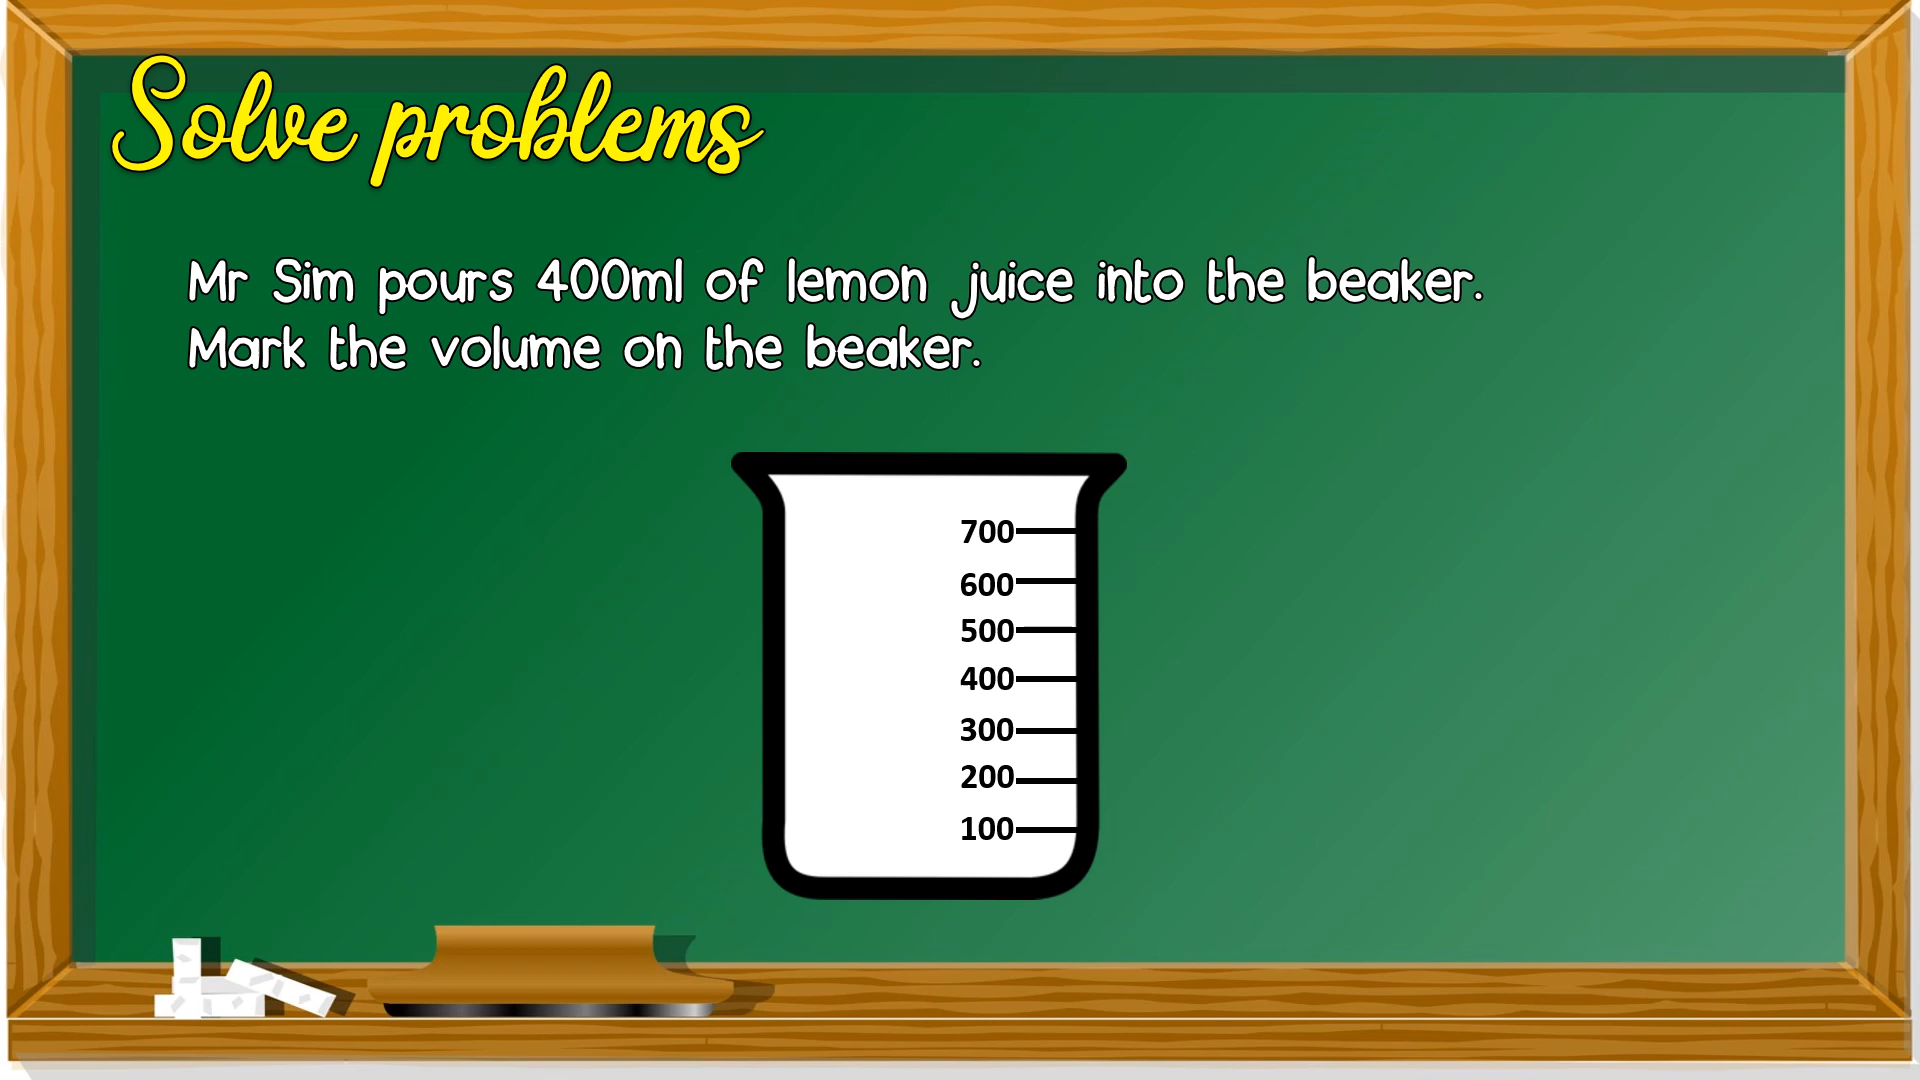 Solve problems
Mr Sim pours 400ml of lemon juice into the beaker.
Mark the volume on the beaker.
700
600
500
400
300
200
100